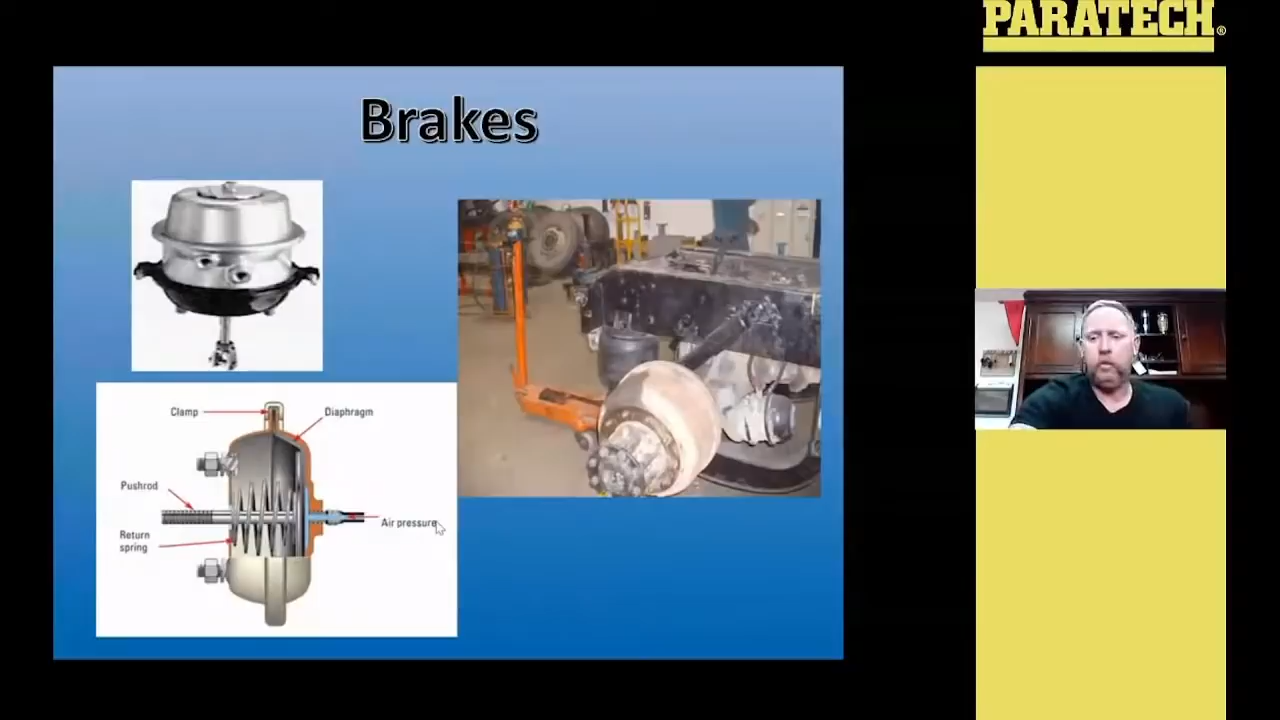 PARATECH®
Brakes
Clamp
Diaphragm
Pushrod
Air pressure
Return
spring